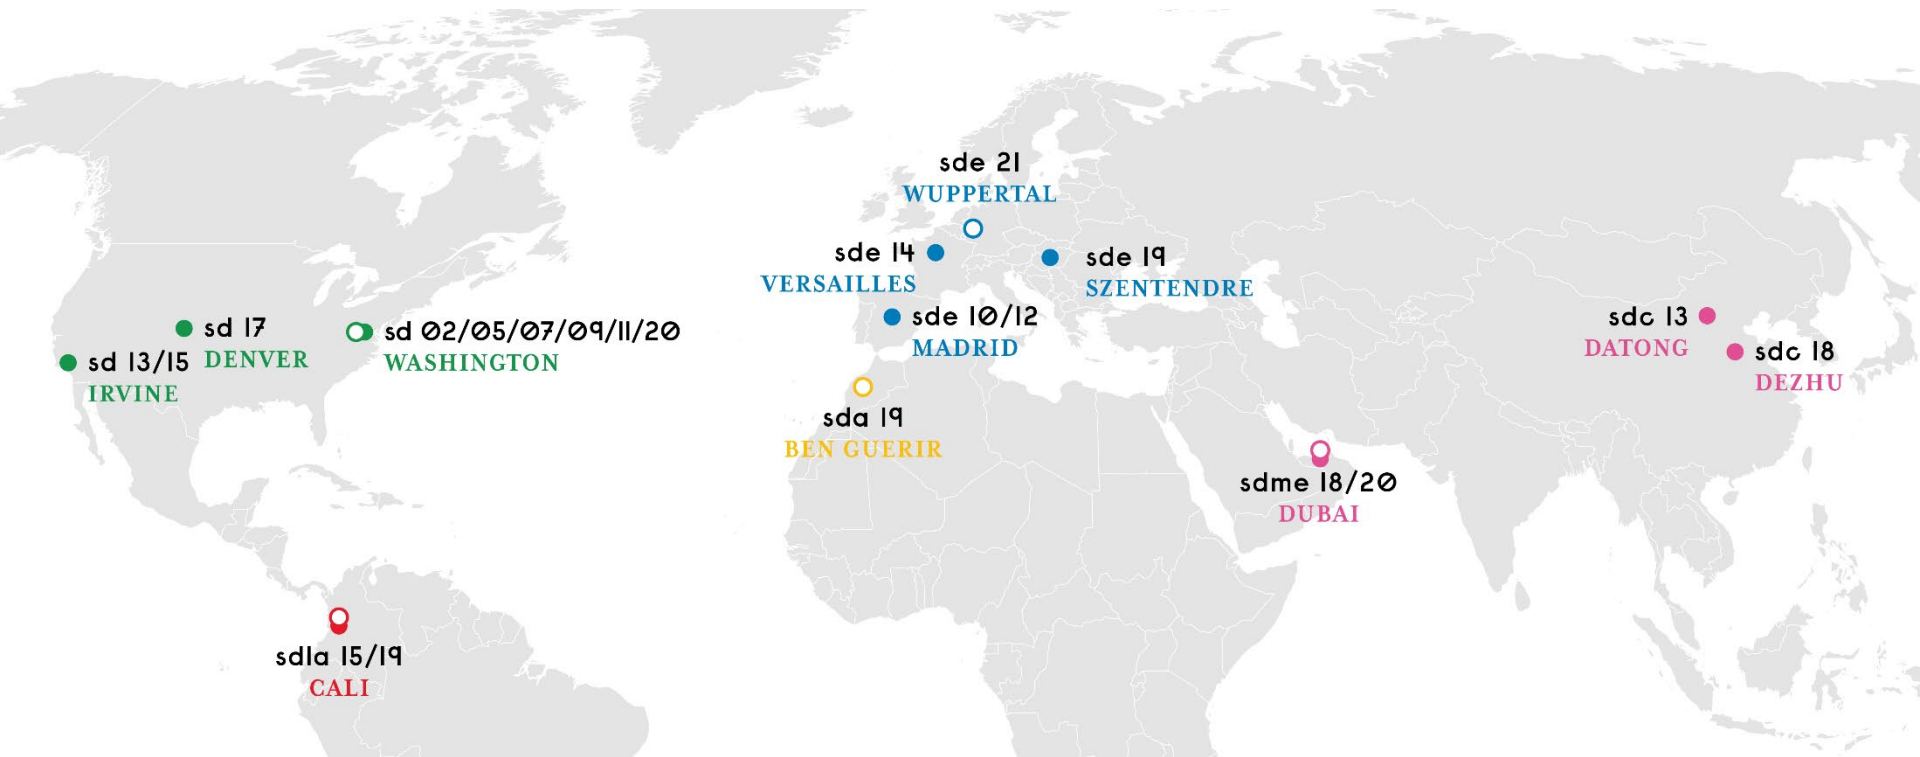 sde 21
WUPPERTAL
sde 14
VERSAILLES
sde 19
SZENTENDRE
sde 10/12
MADRID
sd 17
DENVER
sd 02/05/07/09/11/20
WASHINGTON
sd 13/15
IRVINE
sdc 13
DATONG
sdc 18
DEZHU
sda 19
BEN GUERIR
sdme 18/20
DUBAI
sdla 15/19
CALI